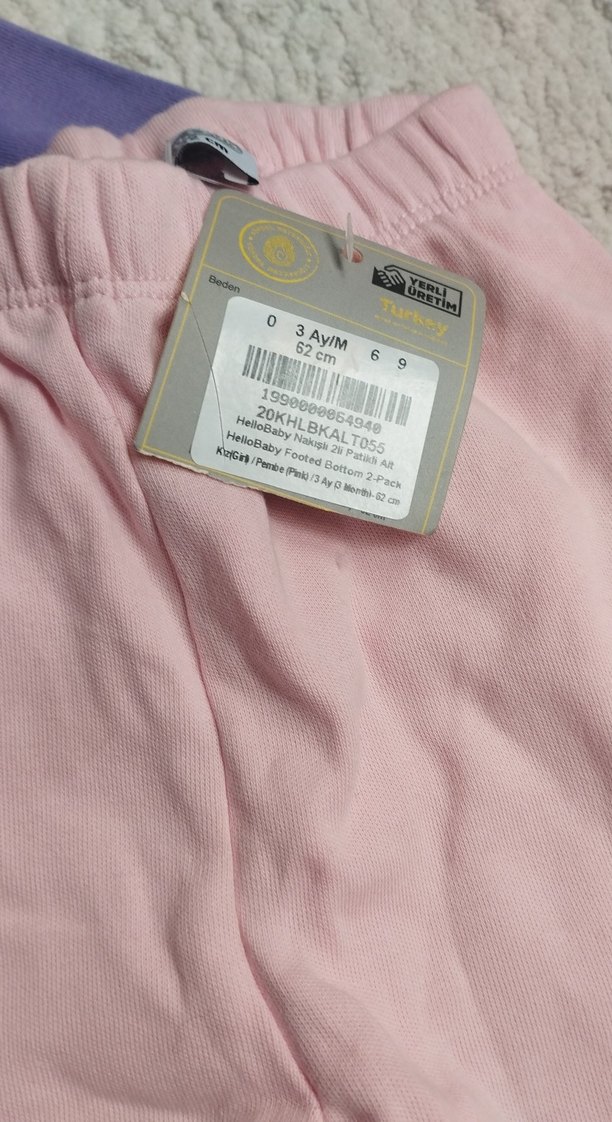 cm
YERLİ
ÜRETİM
Turkey
Beden
0 3 Ay/M 6 9
62 cm
1990000064940
20KHLBKALT055
HelloBaby Nakışlı 2li Patikli Alt
HelloBaby Footed Bottom 2-Pack
Kız(Girl) / Pembe (Pink) / 3 Ay (3 Month)- 62 cm